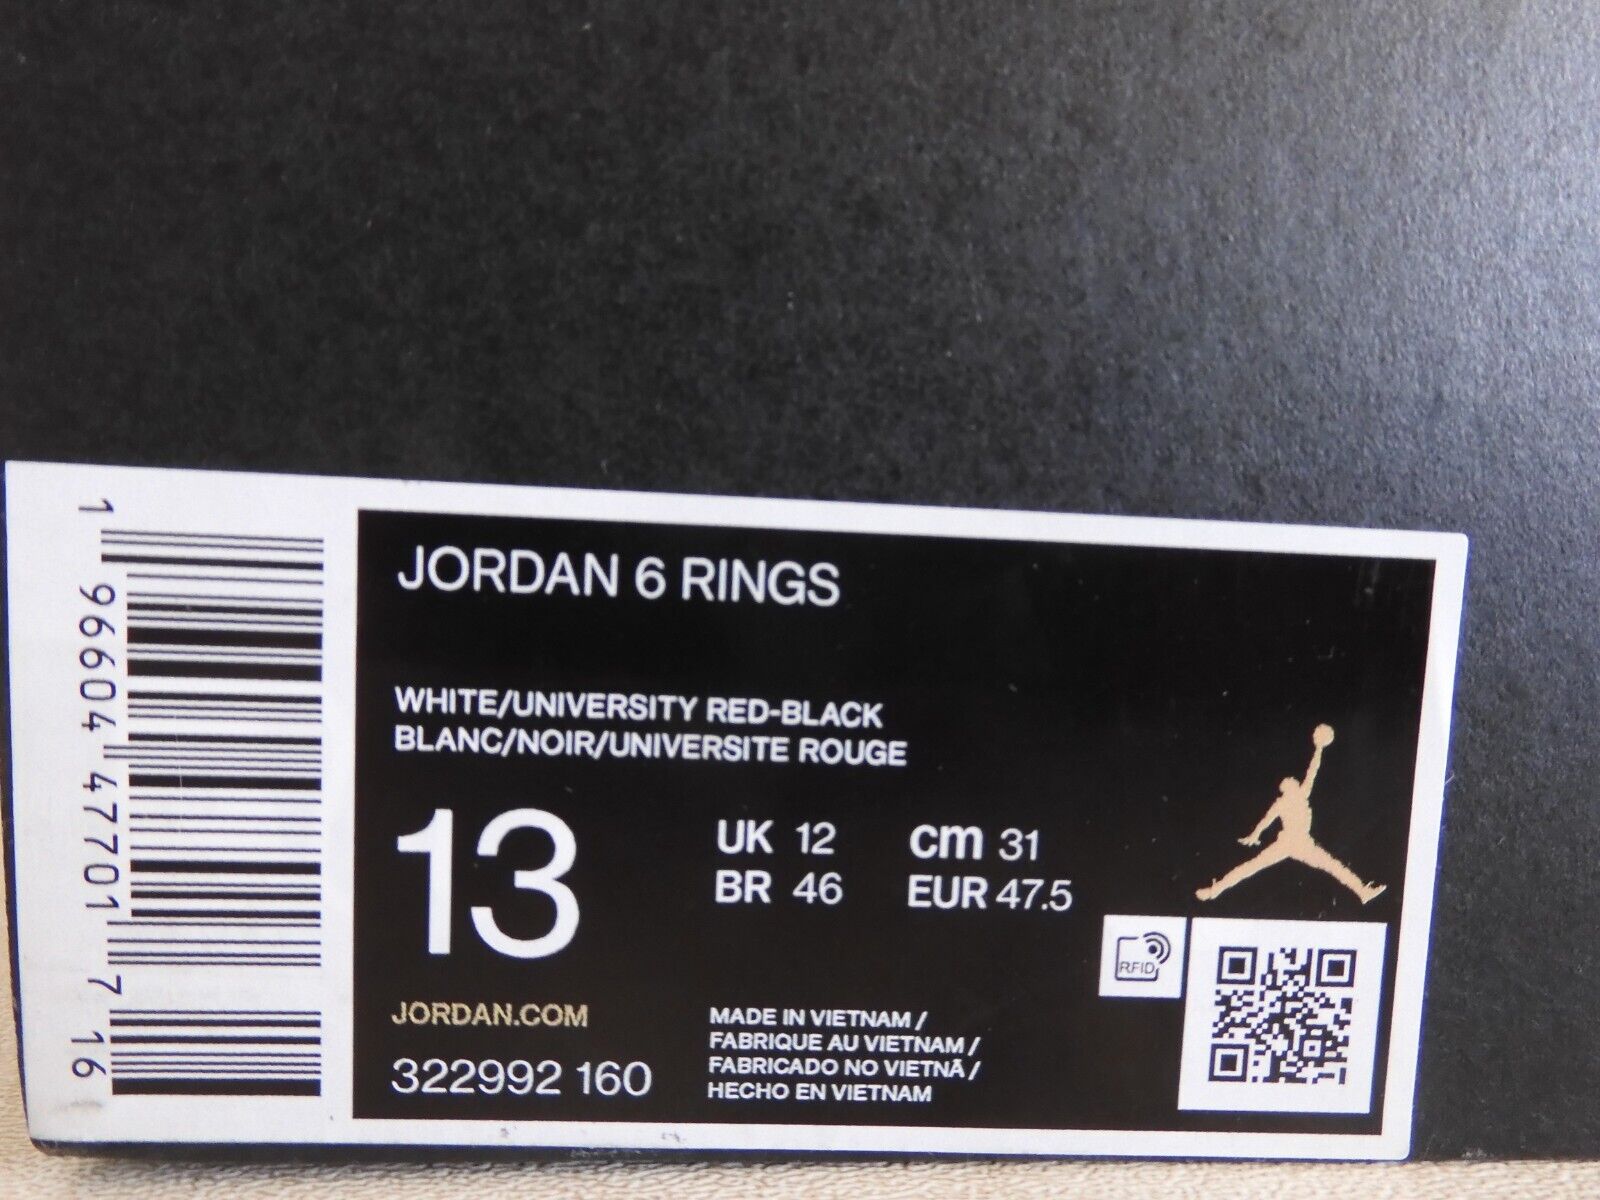 1 96604 47701 7 16
JORDAN 6 RINGS
WHITE/UNIVERSITY RED-BLACK
BLANC/NOIR/UNIVERSITE ROUGE
13
UK 12 cm 31
BR 46 EUR 47.5
RFID
JORDAN.COM
322992 160
MADE IN VIETNAM /
FABRIQUE AU VIETNAM /
FABRICADO NO VIETNÃ /
HECHO EN VIETNAM